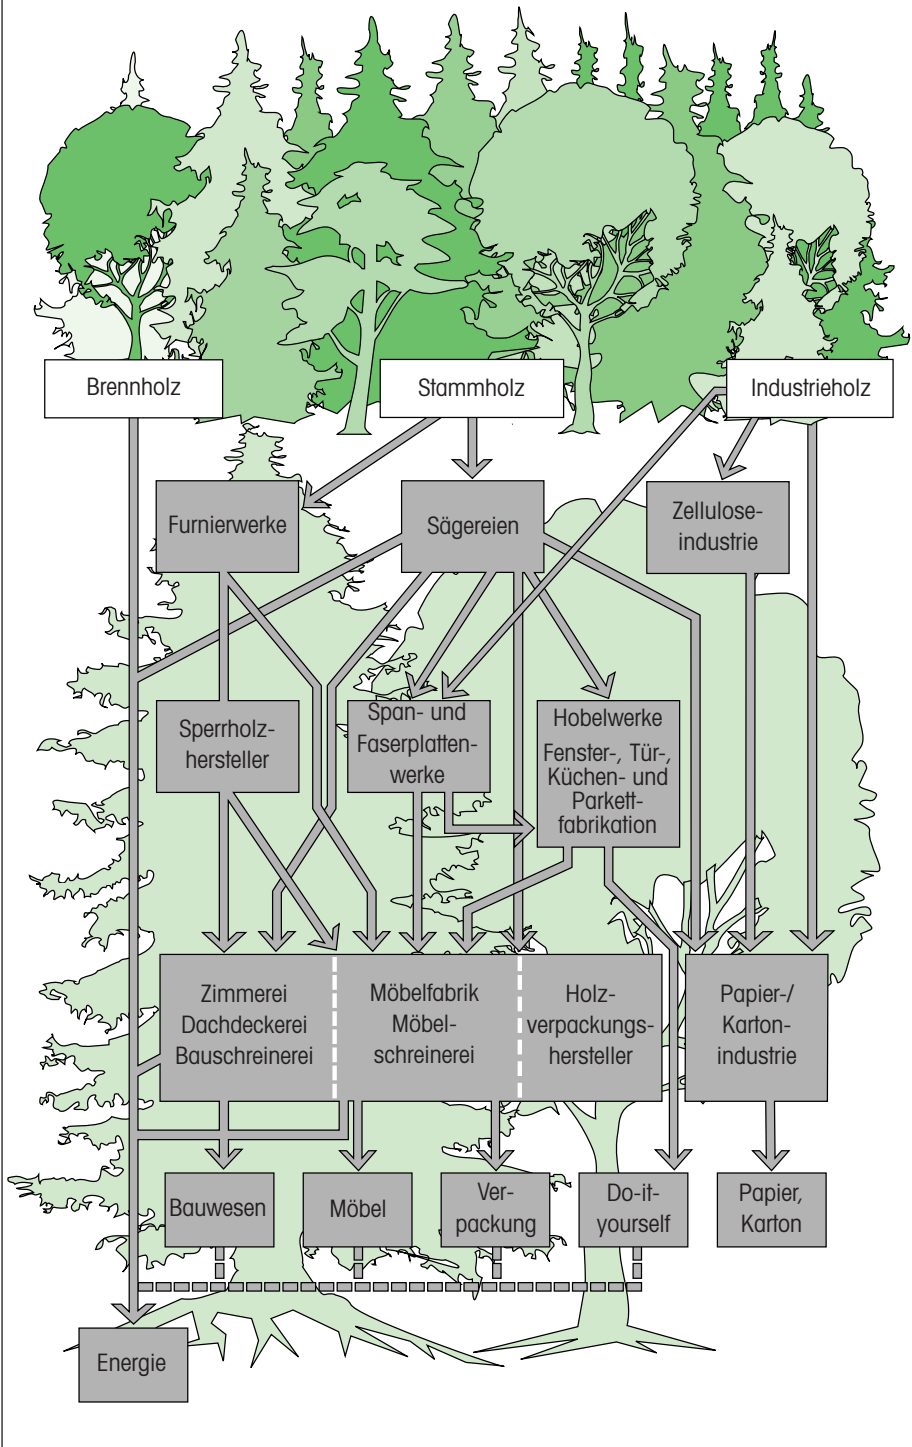 Brennholz
Stammholz
Industrieholz
Furnierwerke
Sägereien
Zellulose-
industrie
Sperrholz-
hersteller
Span- und
Faserplatten-
werke
Hobelwerke
Fenster-, Tür-,
Küchen- und
Parkett-
fabrikation
Zimmerei
Dachdeckerei
Bauschreinerei
Möbelfabrik
Möbel-
schreinerei
Holz-
verpackungs-
hersteller
Papier-/
Karton-
industrie
Bauwesen
Möbel
Ver-
packung
Do-it-
yourself
Papier,
Karton
Energie